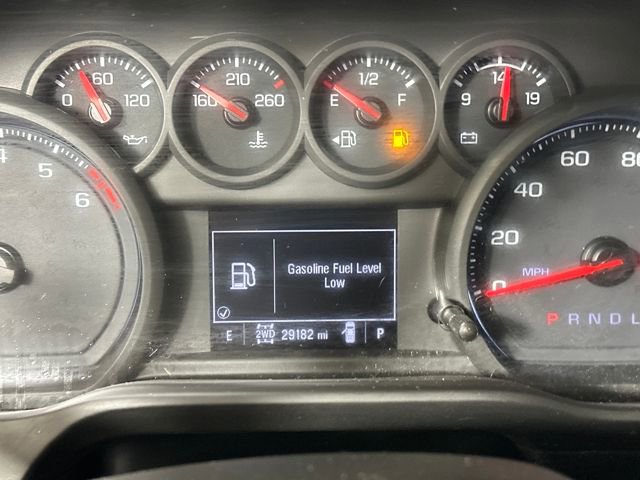 0 60 120
160 210 260
E 1/2 F
9 14 19
4 5 6
0 20 40 60 80
MPH
P R N D L
Gasoline Fuel Level
Low
E 2WD 29182 mi P